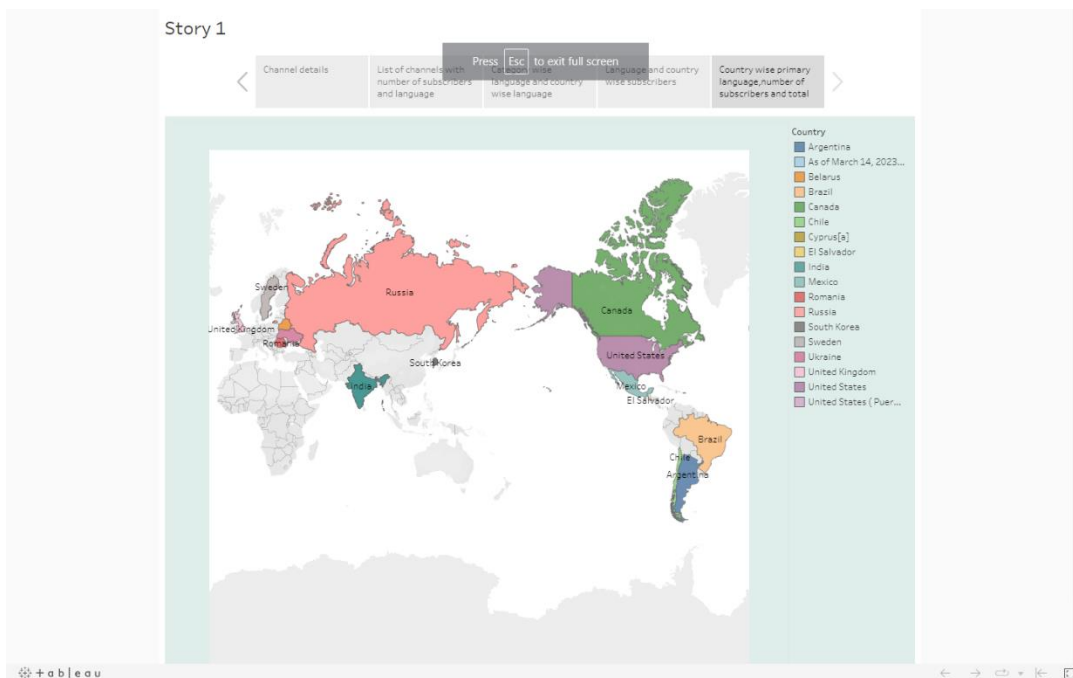 Story 1
Press Esc to exit full screen
Channel details
List of channels with
number of subscribers
and language
Category wise
language and country
wise language
Language and country
wise subscribers
Country wise primary
language,number of
subscribers and total
Country
Argentina
As of March 14, 2023...
Belarus
Brazil
Canada
Chile
Cyprus[a]
El Salvador
India
Mexico
Romania
Russia
South Korea
Sweden
Ukraine
United Kingdom
United States
United States ( Puer...
Sweden
Russia
Canada
United Kingdom
Romania
United States
South Korea
India
Mexico
El Salvador
Brazil
Chile
Argentina
+ableau